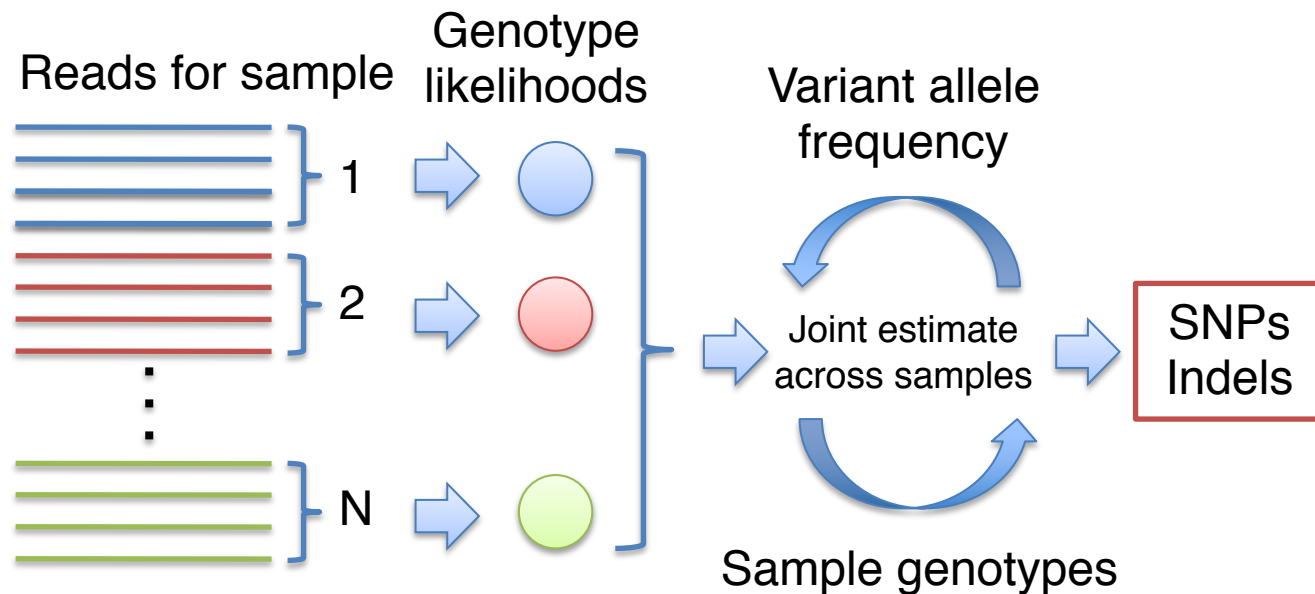 Reads for sample
Genotype
likelihoods
1
2
N
Variant allele
frequency
Joint estimate
across samples
Sample genotypes
SNPs
Indels